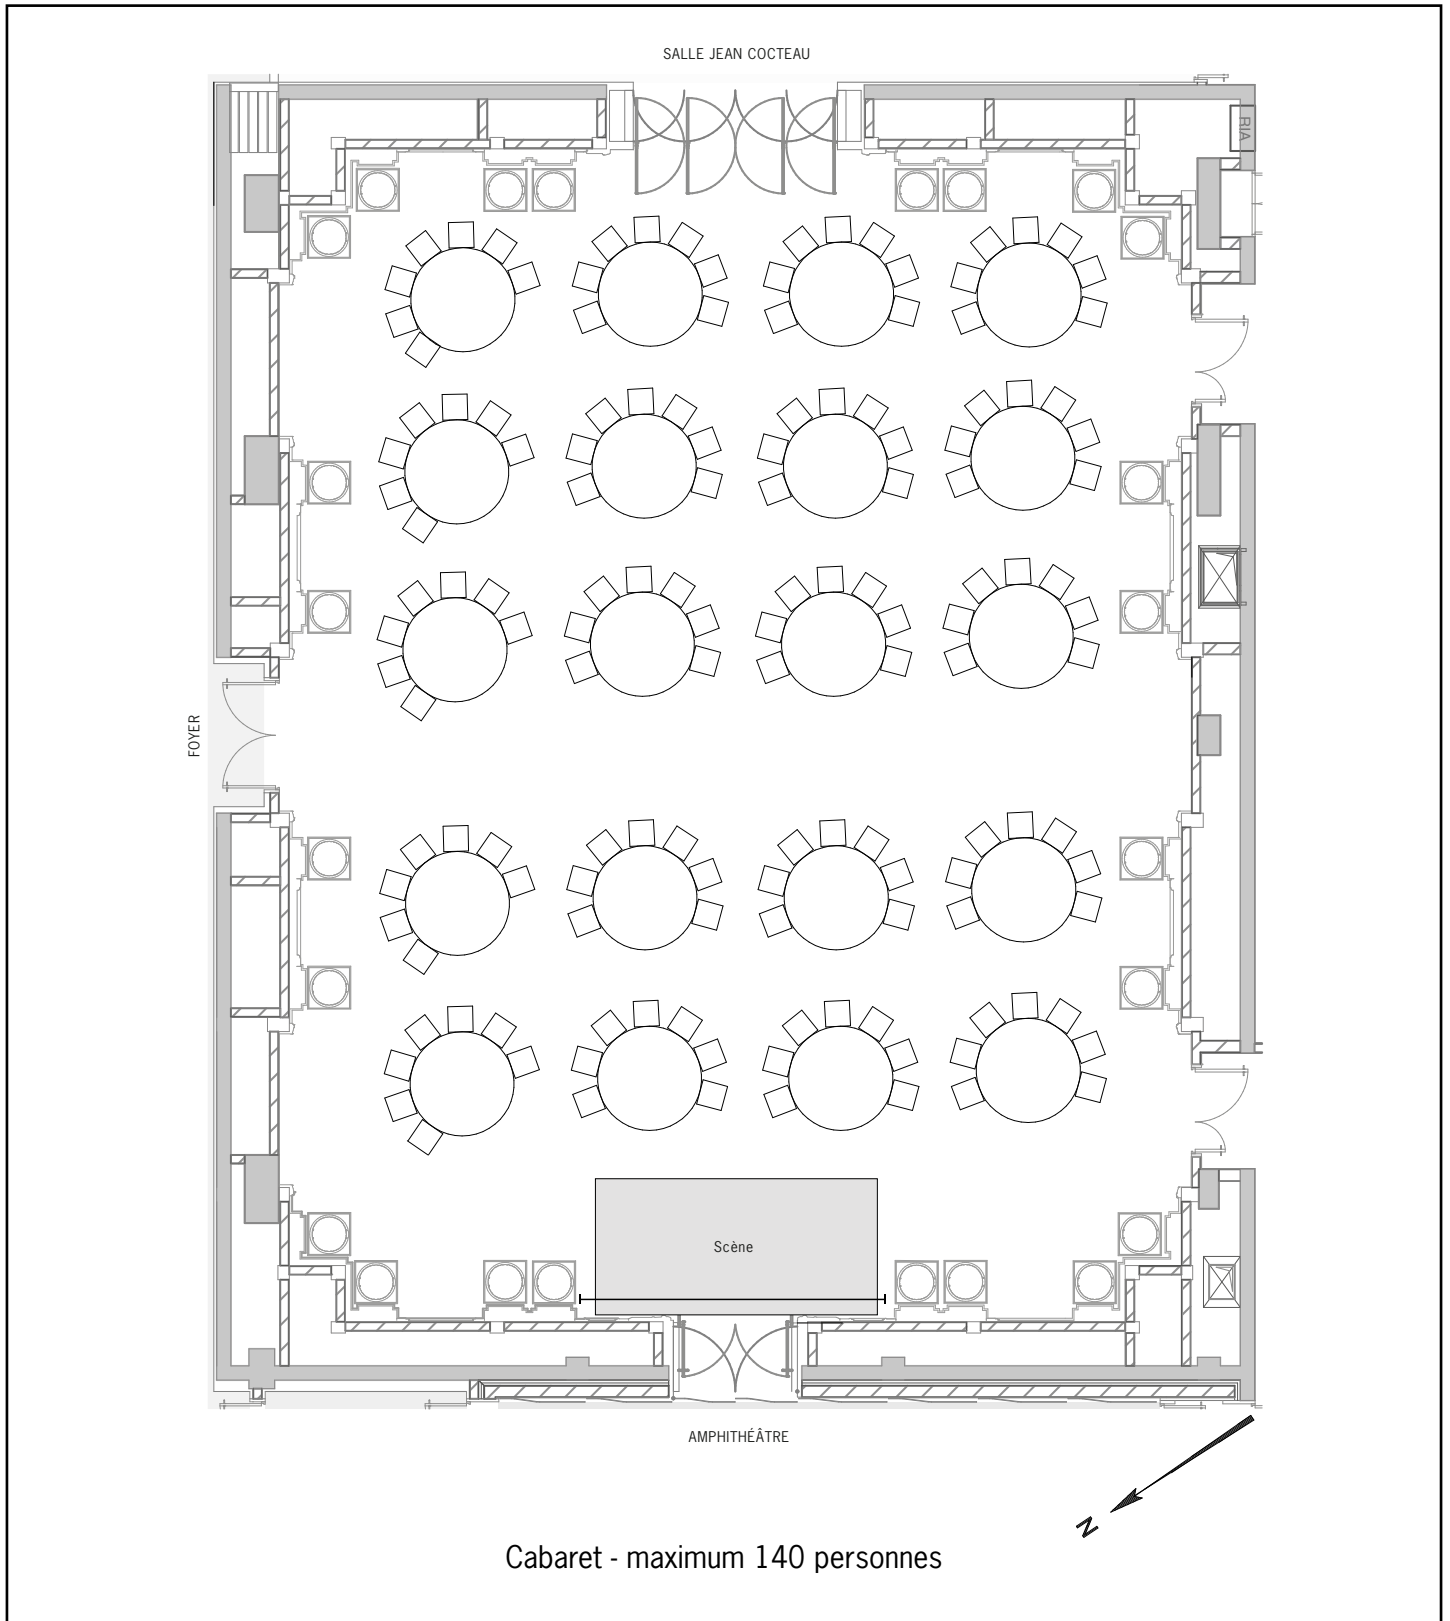 SALLE JEAN COCTEAU
RIA
FOYER
Scène
AMPHITHÉÂTRE
N
Cabaret - maximum 140 personnes